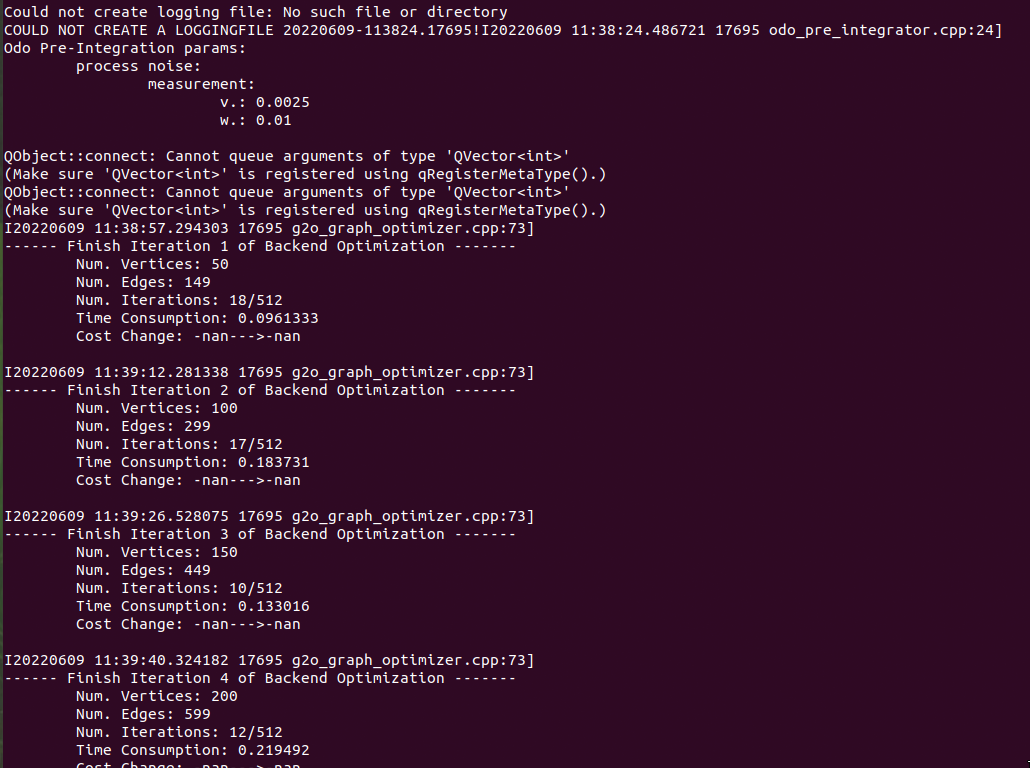 Could not create logging file: No such file or directory
COULD NOT CREATE A LOGGINGFILE 20220609-113824.17695!I20220609 11:38:24.486721 17695 odo_pre_integrator.cpp:24]
Odo Pre-Integration params:
process noise:
measurement:
v.: 0.0025
w.: 0.01
QObject::connect: Cannot queue arguments of type 'QVector<int>'
(Make sure 'QVector<int>' is registered using qRegisterMetaType().)
QObject::connect: Cannot queue arguments of type 'QVector<int>'
(Make sure 'QVector<int>' is registered using qRegisterMetaType().)
I20220609 11:38:57.294303 17695 g2o_graph_optimizer.cpp:73]
------ Finish Iteration 1 of Backend Optimization -------
Num. Vertices: 50
Num. Edges: 149
Num. Iterations: 18/512
Time Consumption: 0.0961333
Cost Change: -nan--->-nan
I20220609 11:39:12.281338 17695 g2o_graph_optimizer.cpp:73]
------ Finish Iteration 2 of Backend Optimization -------
Num. Vertices: 100
Num. Edges: 299
Num. Iterations: 17/512
Time Consumption: 0.183731
Cost Change: -nan--->-nan
I20220609 11:39:26.528075 17695 g2o_graph_optimizer.cpp:73]
------ Finish Iteration 3 of Backend Optimization -------
Num. Vertices: 150
Num. Edges: 449
Num. Iterations: 10/512
Time Consumption: 0.133016
Cost Change: -nan--->-nan
I20220609 11:39:40.324182 17695 g2o_graph_optimizer.cpp:73]
------ Finish Iteration 4 of Backend Optimization -------
Num. Vertices: 200
Num. Edges: 599
Num. Iterations: 12/512
Time Consumption: 0.219492
Cost Change: -nan--->-nan